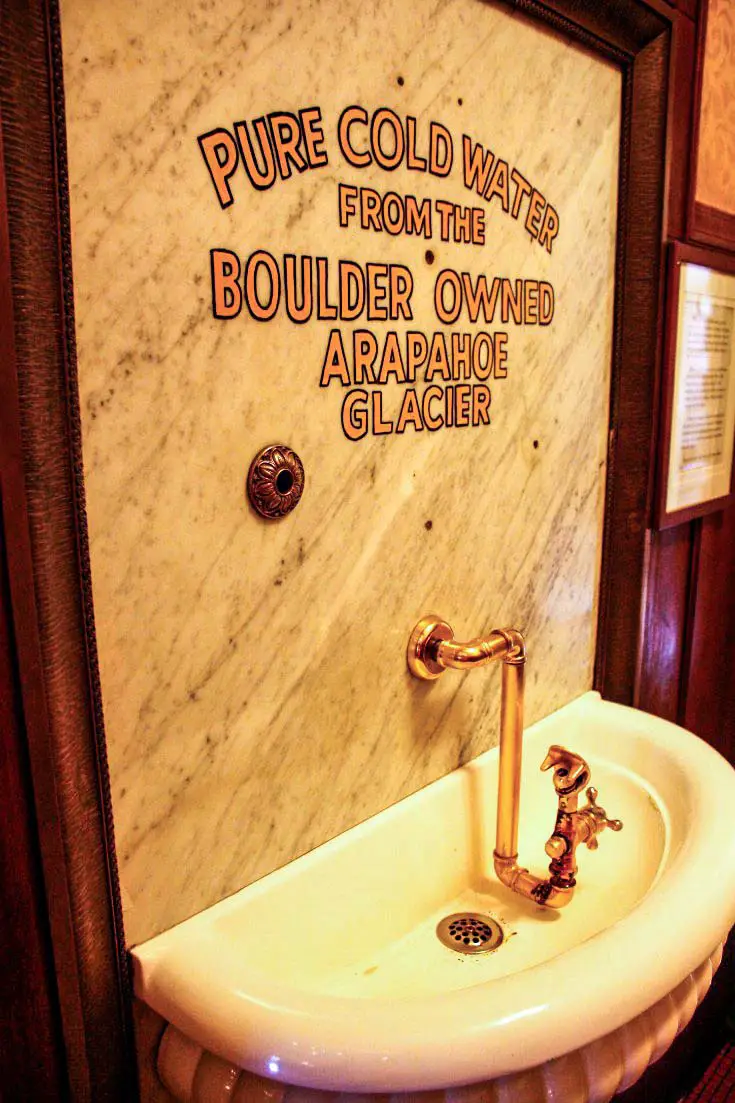 PURE COLD WATER
FROM THE
BOULDER OWNED
ARAPAHOE
GLACIER